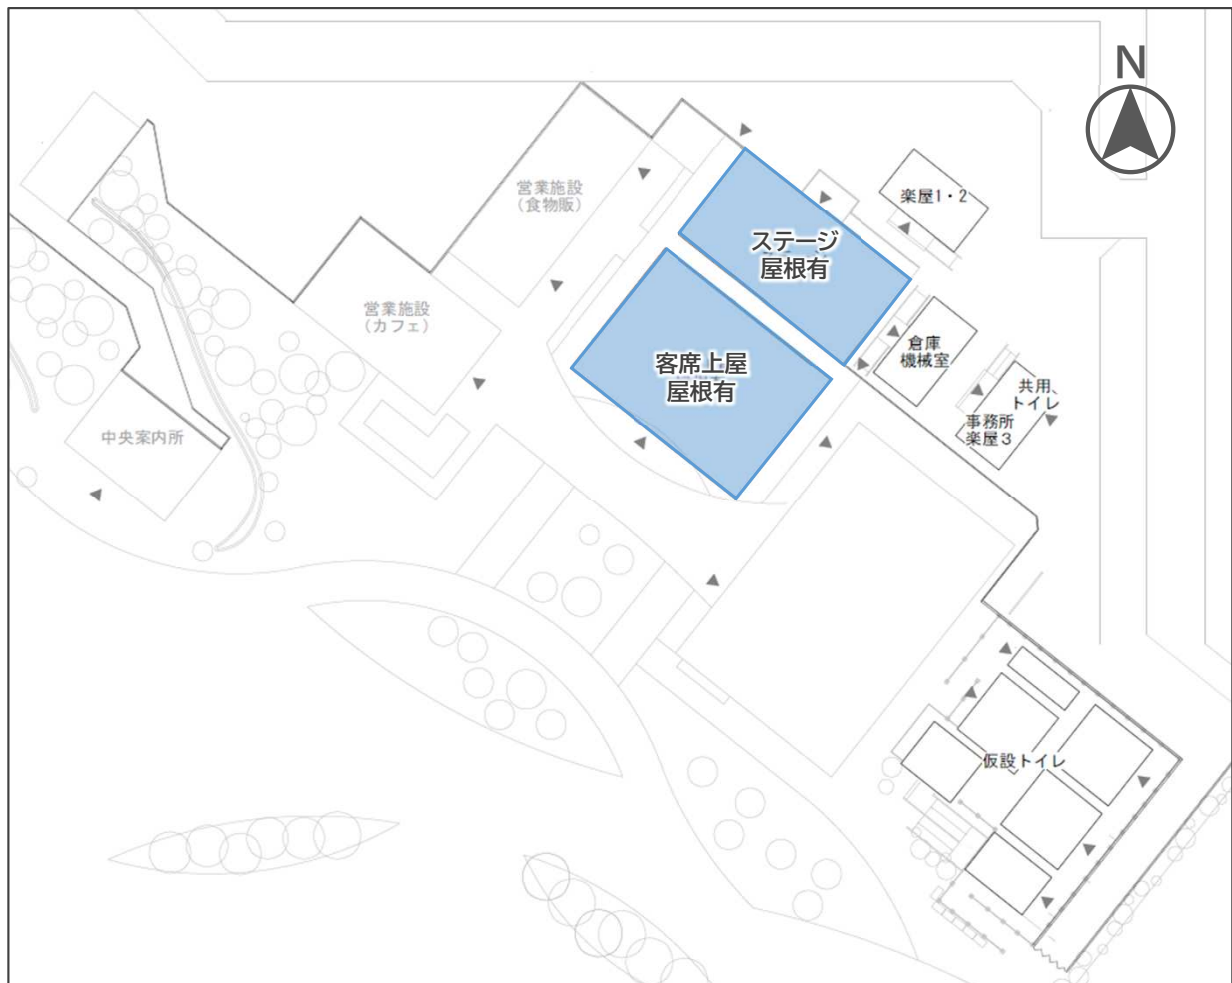 N
営業施設
（食物販）
楽屋1・2
ステージ
屋根有
営業施設
（カフェ）
倉庫
機械室
客席上屋
屋根有
共用、
トイレ
事務所
楽屋3
中央案内所
仮設トイレ